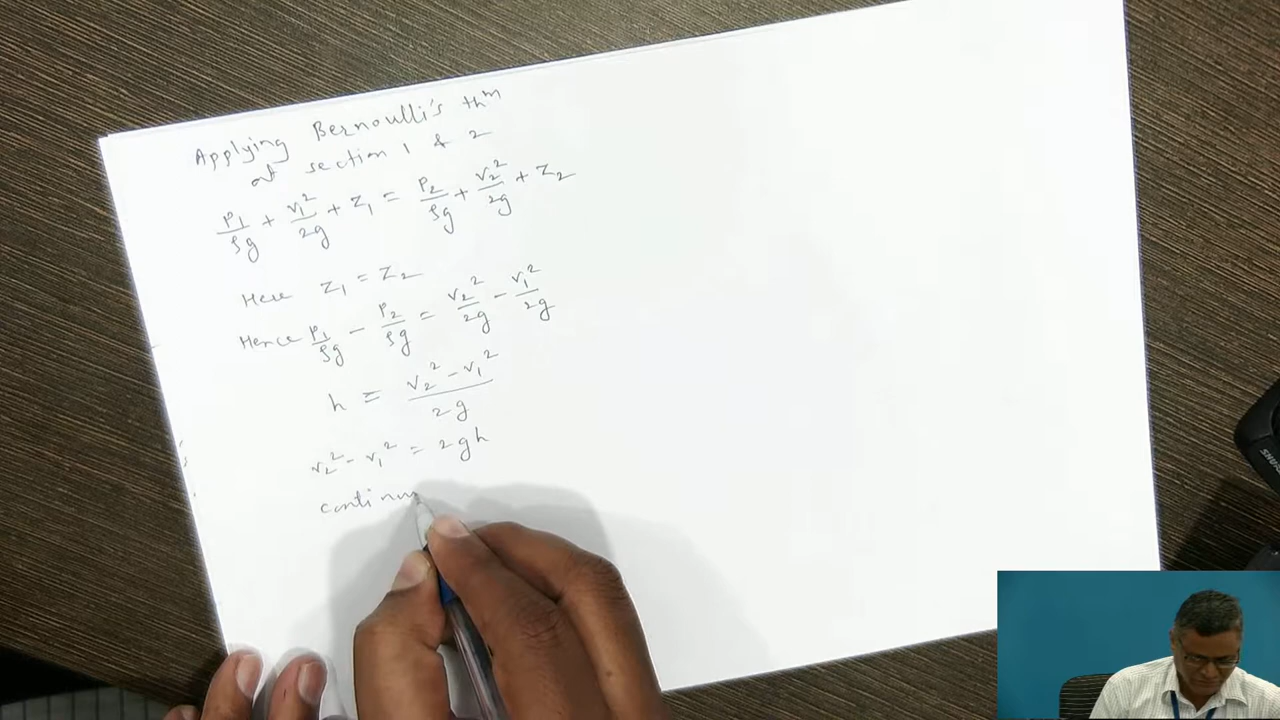 Applying Bernoulli's thm
at section 1 & 2
P1/ρg + v1²/2g + Z1 = P2/ρg + v2²/2g + Z2
Here Z1 = Z2
Hence P1/ρg - P2/ρg = v2²/2g - v1²/2g
h = v2² - v1²/2g
v2² - v1² = 2gh
continu